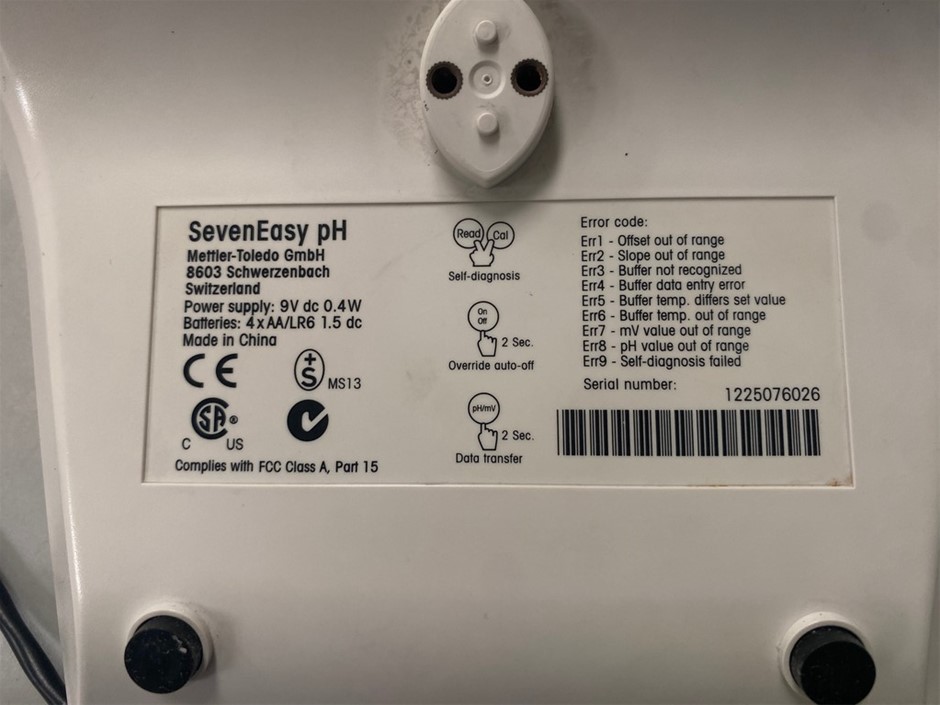 SevenEasy pH
Mettler-Toledo GmbH
8603 Schwerzenbach
Switzerland
Power supply: 9V dc 0.4W
Batteries: 4xAA/LR6 1.5 dc
Made in China
CE
+S
MS13
SA ®
C US
Complies with FCC Class A, Part 15
Read Cal
Self-diagnosis
On
Off
2 Sec.
Override auto-off
pH/mV
2 Sec.
Data transfer
Error code:
Err1 - Offset out of range
Err2 - Slope out of range
Err3 - Buffer not recognized
Err4 - Buffer data entry error
Err5 - Buffer temp. differs set value
Err6 - Buffer temp. out of range
Err7 - mV value out of range
Err8 - pH value out of range
Err9 - Self-diagnosis failed
Serial number:
1225076026